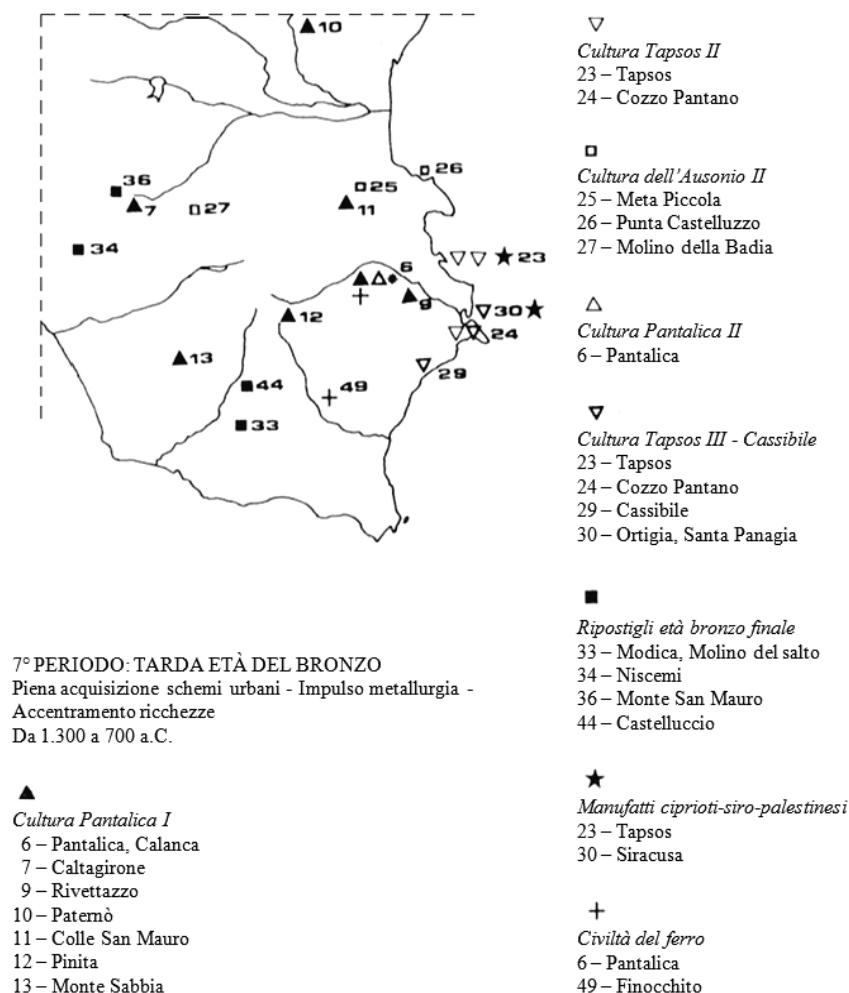 10
36
7
27
25
11
26
34
6
9
23
12
30
24
13
44
49
29
33
7° PERIODO: TARDA ETÀ DEL BRONZO
Piena acquisizione schemi urbani - Impulso metallurgia -
Accentramento ricchezze
Da 1.300 a 700 a.C.
Cultura Pantalica I
6 – Pantalica, Calanca
7 – Caltagirone
9 – Rivettazzo
10 – Paternò
11 – Colle San Mauro
12 – Pinita
13 – Monte Sabbia
Cultura Tapsos II
23 – Tapsos
24 – Cozzo Pantano
Cultura dell'Ausonio II
25 – Meta Piccola
26 – Punta Castelluzzo
27 – Molino della Badia
Cultura Pantalica II
6 – Pantalica
Cultura Tapsos III - Cassibile
23 – Tapsos
24 – Cozzo Pantano
29 – Cassibile
30 – Ortigia, Santa Panagia
Ripostigli età bronzo finale
33 – Modica, Molino del salto
34 – Niscemi
36 – Monte San Mauro
44 – Castelluccio
Manufatti ciprioti-siro-palestinesi
23 – Tapsos
30 – Siracusa
Civiltà del ferro
6 – Pantalica
49 – Finocchito